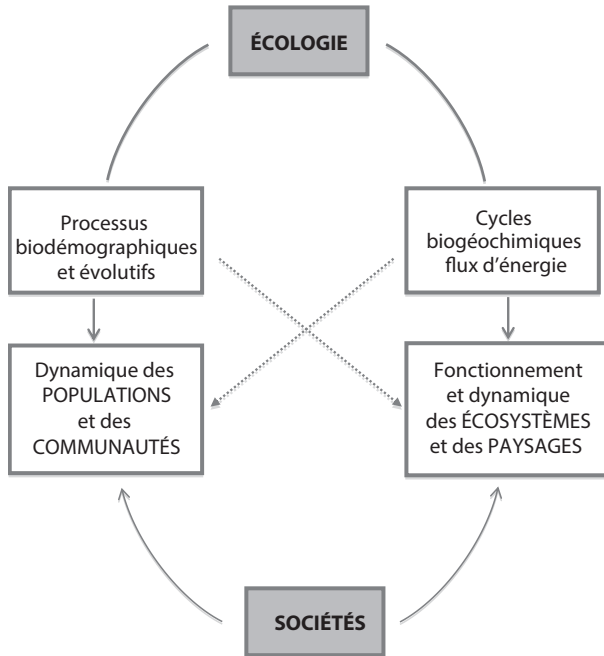 ÉCOLOGIE
Processus
biodémographiques
et évolutifs
Cycles
biogéochimiques
flux d'énergie
Dynamique des
POPULATIONS
et des
COMMUNAUTÉS
Fonctionnement
et dynamique
des ÉCOSYSTÈMES
et des PAYSAGES
SOCIÉTÉS